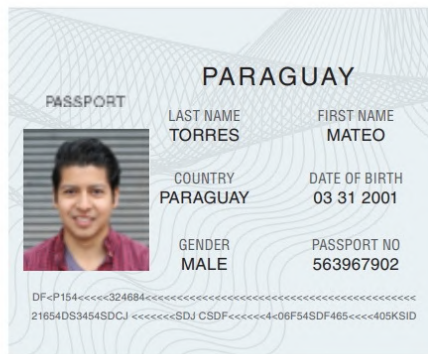 PARAGUAY
PASSPORT
LAST NAME
TORRES
FIRST NAME
MATEO
COUNTRY
PARAGUAY
DATE OF BIRTH
03 31 2001
GENDER
MALE
PASSPORT NO
563967902
DF<P154<<<<<324684<<<<<<<<<<<<<<<<<<<<<<<<<<<<<<<<<<<<<<<<<<
21654DS3454SDCJ <<<<<<<SDJ CSDF<<<<<<4<06F54SDF465<<<<405KSID